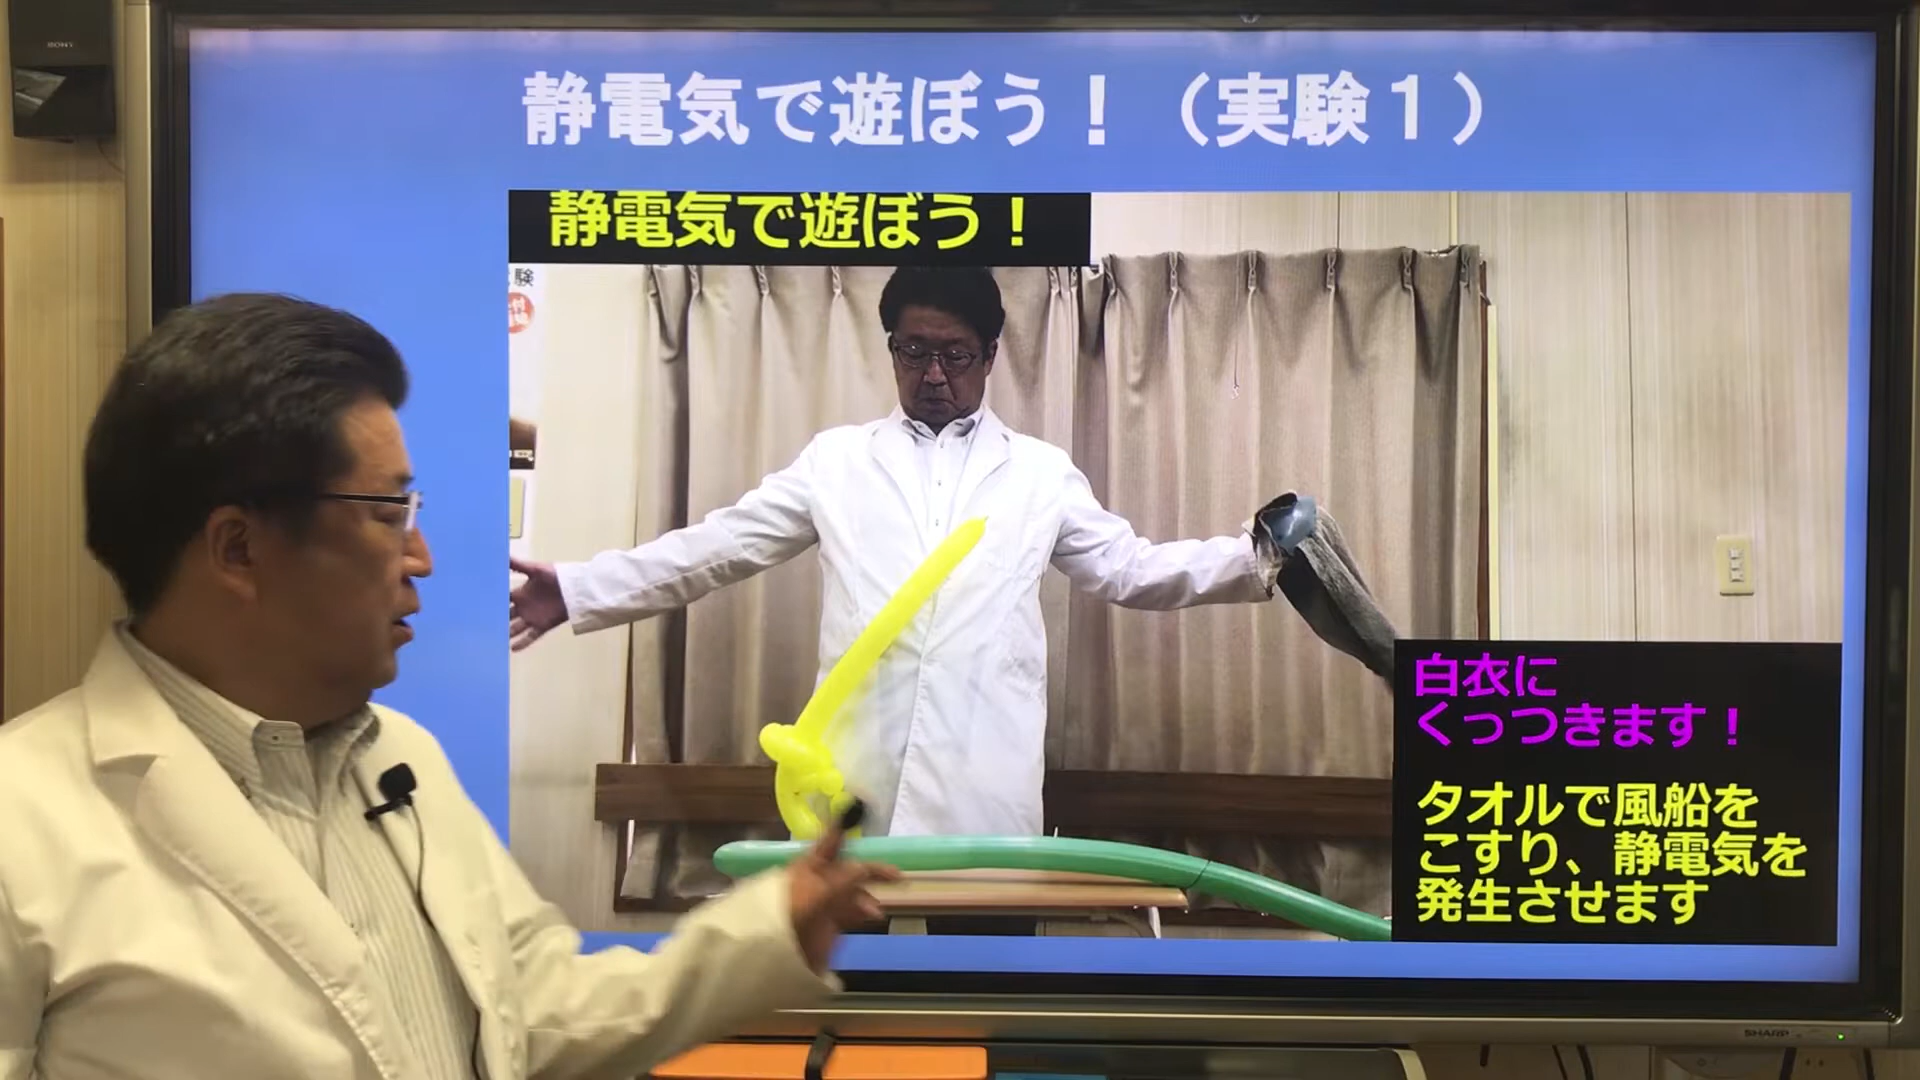 SONY
静電気で遊ぼう！（実験１）
静電気で遊ぼう！
験
白衣に
くっつきます！
タオルで風船を
こすり、静電気を
発生させます
SHARP